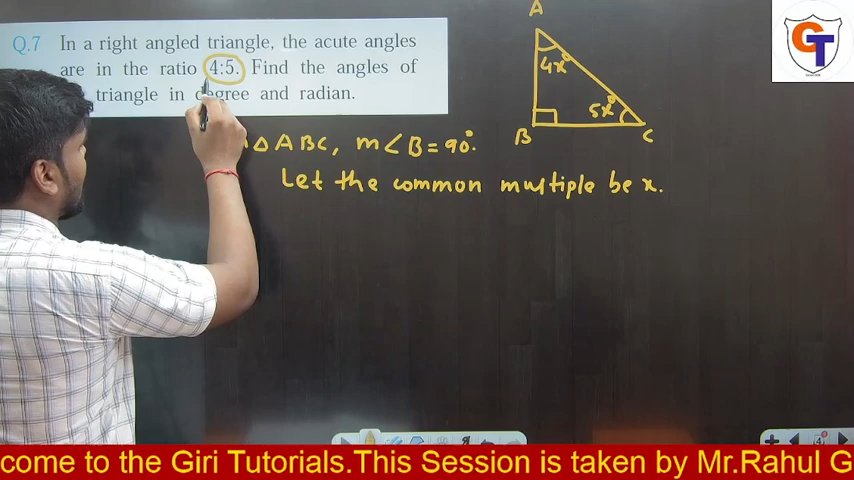 Q.7 In a right angled triangle, the acute angles
are in the ratio 4:5. Find the angles of
triangle in degree and radian.
A
4x°
5x°
B
C
△ ABC, m∠B = 90°.
Let the common multiple be x.
GT
4
come to the Giri Tutorials.This Session is taken by Mr.Rahul G